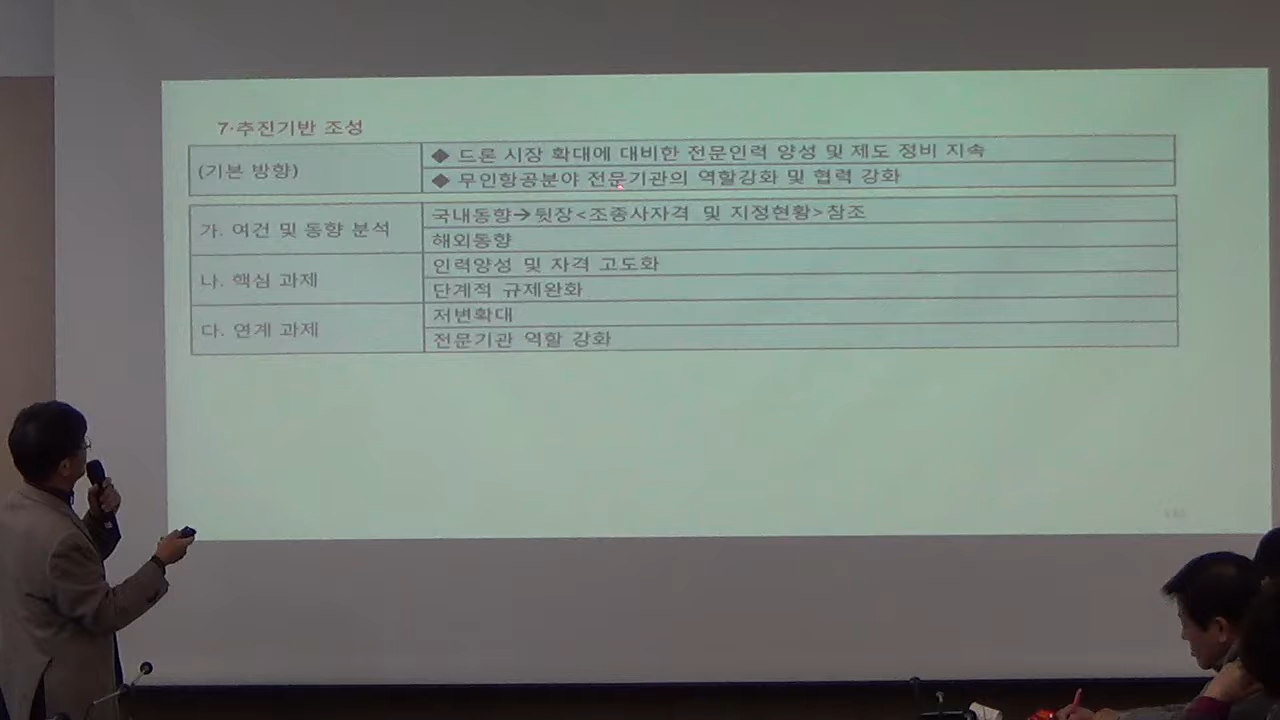 7·추진기반 조성
(기본 방향)
◆ 드론 시장 확대에 대비한 전문인력 양성 및 제도 정비 지속
◆ 무인항공분야 전문기관의 역할강화 및 협력 강화
가. 여건 및 동향 분석
국내동향→뒷장<조종사자격 및 지정현황>참조
해외동향
나. 핵심 과제
인력양성 및 자격 고도화
단계적 규제완화
다. 연계 과제
저변확대
전문기관 역할 강화